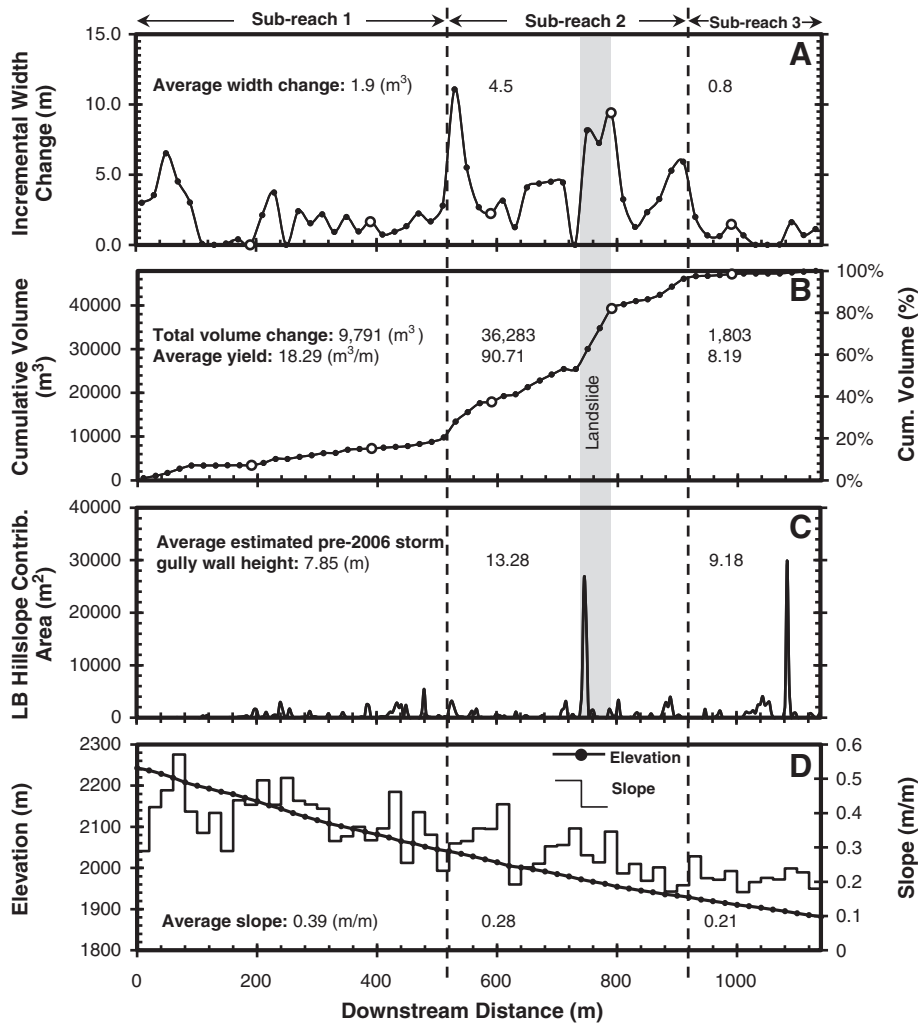 Sub-reach 1 Sub-reach 2 Sub-reach 3
A
Incremental Width
Change (m)
15.0
10.0
5.0
0.0
Average width change: 1.9 (m3) 4.5 0.8
B
Cumulative Volume
(m3)
40000
30000
20000
10000
0
Total volume change: 9,791 (m3) 36,283 1,803
Average yield: 18.29 (m3/m) 90.71 8.19
Landslide
100%
80%
60%
40%
20%
0%
Cum. Volume (%)
C
LB Hillslope Contrib.
Area (m2)
40000
30000
20000
10000
0
Average estimated pre-2006 storm
gully wall height: 7.85 (m) 13.28 9.18
D
Elevation (m)
2300
2200
2100
2000
1900
1800
Elevation
Slope
Average slope: 0.39 (m/m) 0.28 0.21
0.6
0.5
0.4
0.3
0.2
0.1
0
Slope (m/m)
0 200 400 600 800 1000
Downstream Distance (m)